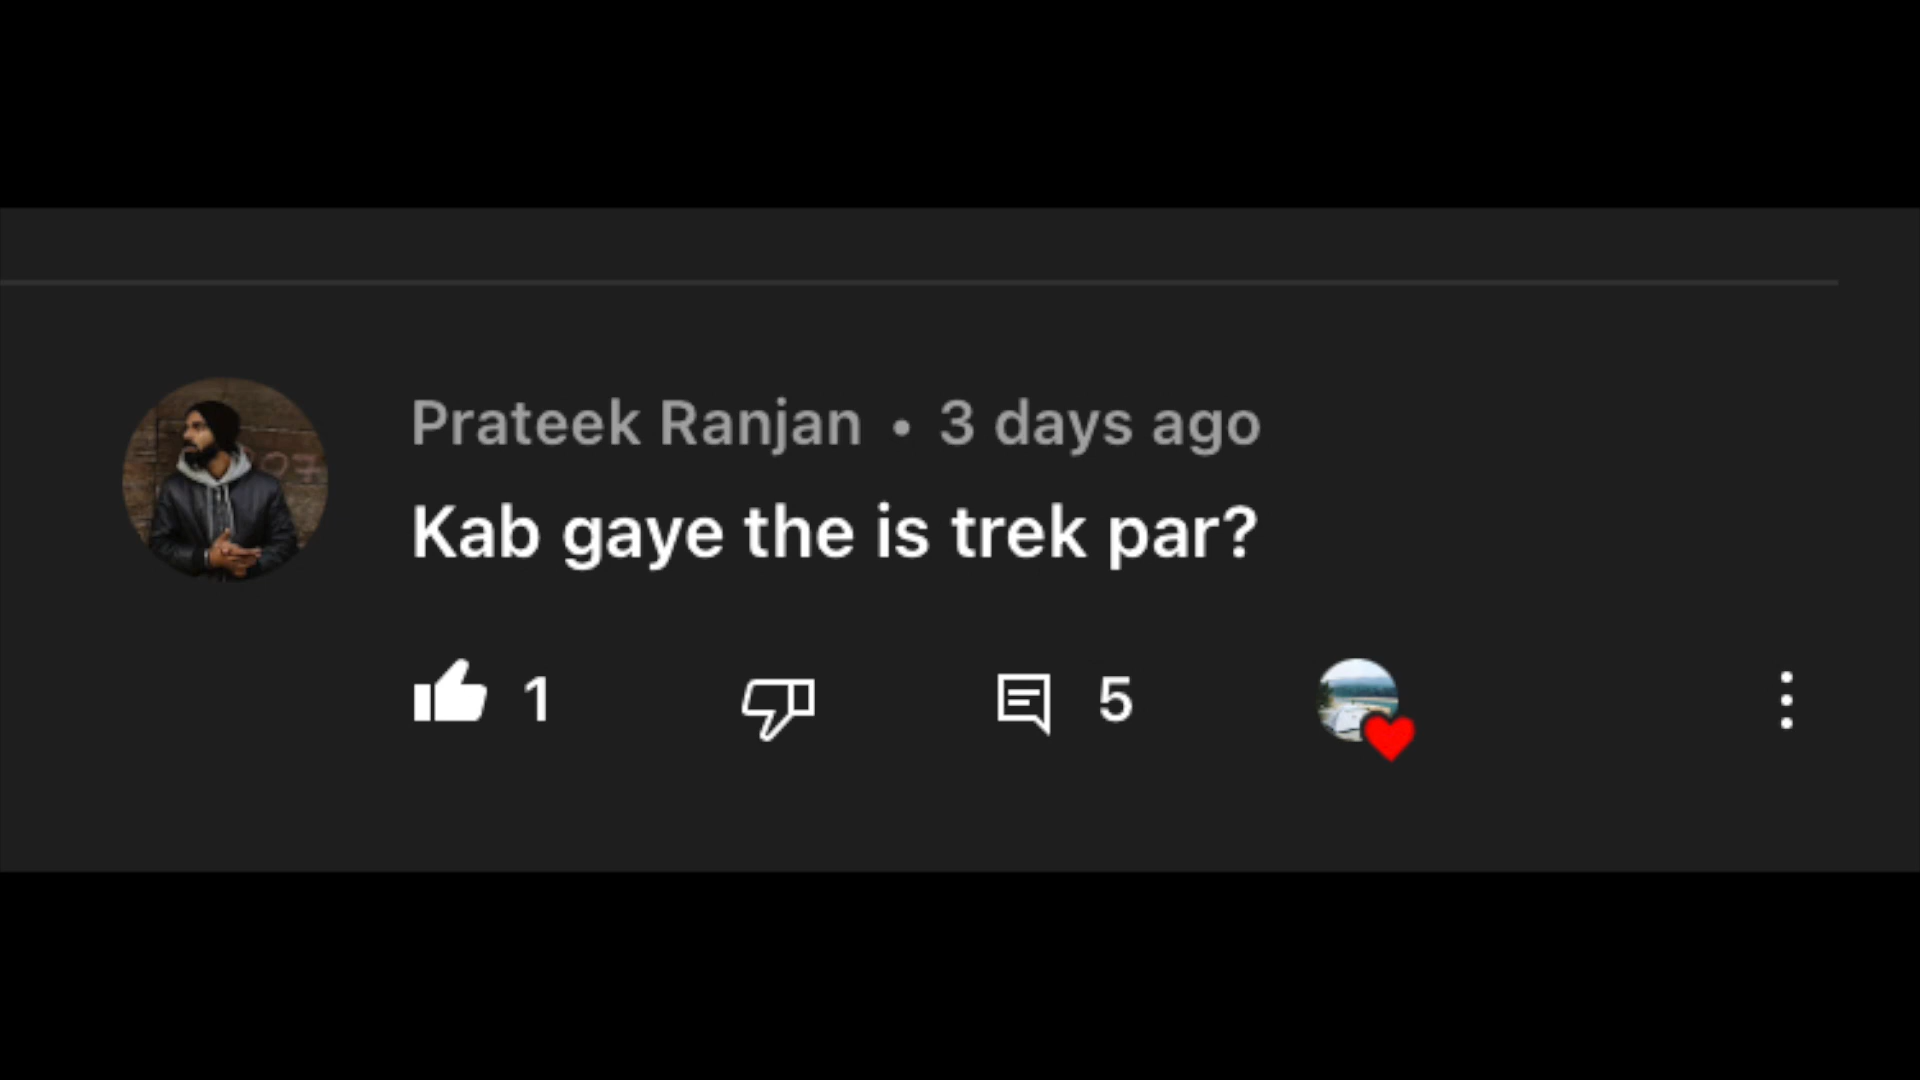 Prateek Ranjan • 3 days ago
Kab gaye the is trek par?
1 5